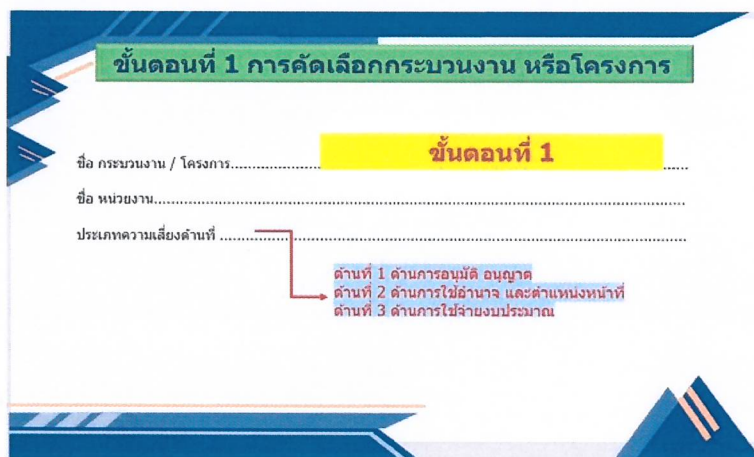 ขั้นตอนที่ 1 การคัดเลือกกระบวนงาน หรือโครงการ
ชื่อ กระบวนงาน / โครงการ.................... ขั้นตอนที่ 1 ......
ชื่อ หน่วยงาน........................................................................
ประเภทความเสี่ยงด้านที่ ............................................................
ด้านที่ 1 ด้านการอนุมัติ อนุญาต
ด้านที่ 2 ด้านการใช้อำนาจ และตำแหน่งหน้าที่
ด้านที่ 3 ด้านการใช้จ่ายงบประมาณ